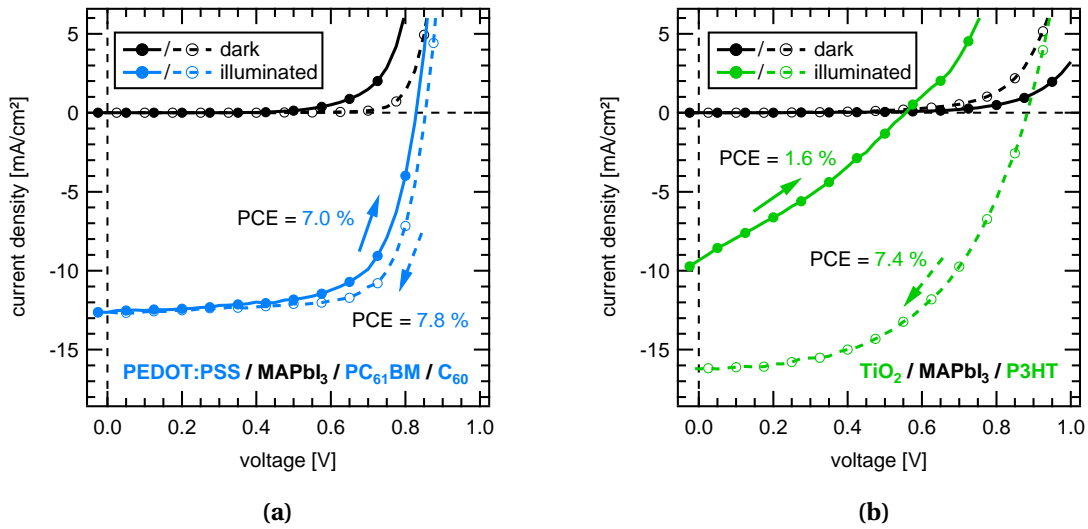 5
0
-5
-10
-15
current density [mA/cm²]
/ dark
/ illuminated
PCE = 7.0 %
PCE = 7.8 %
PEDOT:PSS / MAPbI₃ / PC₆₁BM / C₆₀
0.0 0.2 0.4 0.6 0.8 1.0
voltage [V]
(a)
5
0
-5
-10
-15
current density [mA/cm²]
/ dark
/ illuminated
PCE = 1.6 %
PCE = 7.4 %
TiO₂ / MAPbI₃ / P3HT
0.0 0.2 0.4 0.6 0.8 1.0
voltage [V]
(b)